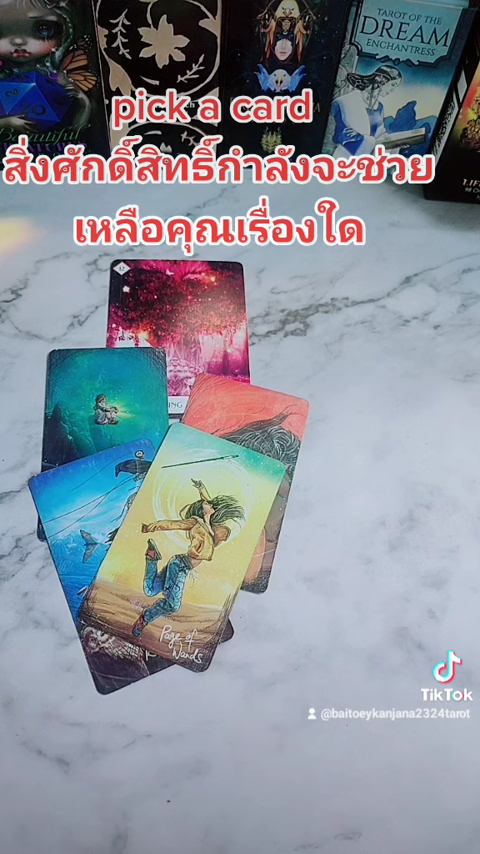 TAROT OF THE
DREAM
ENCHANTRESS
Beautiful
pick a card
สิ่งศักดิ์สิทธิ์กำลังจะช่วย
เหลือคุณเรื่องใด
32
Page of
Wands
TikTok
@baitoeykanjana2324tarot